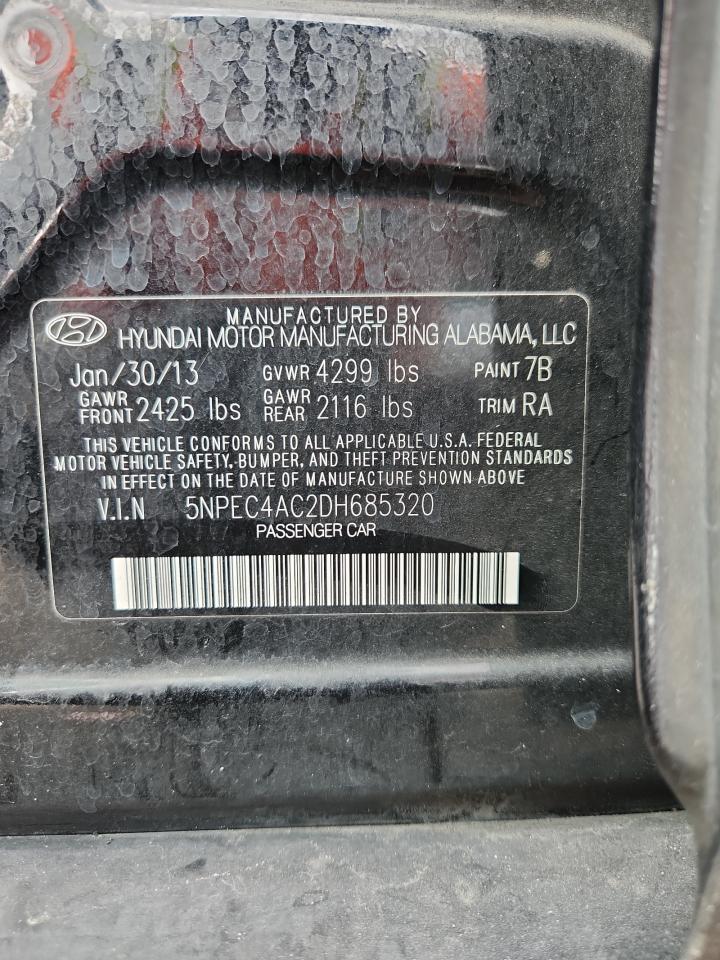 MANUFACTURED BY
HYUNDAI MOTOR MANUFACTURING ALABAMA, LLC
Jan/30/13 GVWR 4299 lbs PAINT 7B
GAWR FRONT 2425 lbs GAWR REAR 2116 lbs TRIM RA
THIS VEHICLE CONFORMS TO ALL APPLICABLE U.S.A. FEDERAL
MOTOR VEHICLE SAFETY, BUMPER, AND THEFT PREVENTION STANDARDS
IN EFFECT ON THE DATE OF MANUFACTURE SHOWN ABOVE
V.I.N 5NPEC4AC2DH685320
PASSENGER CAR